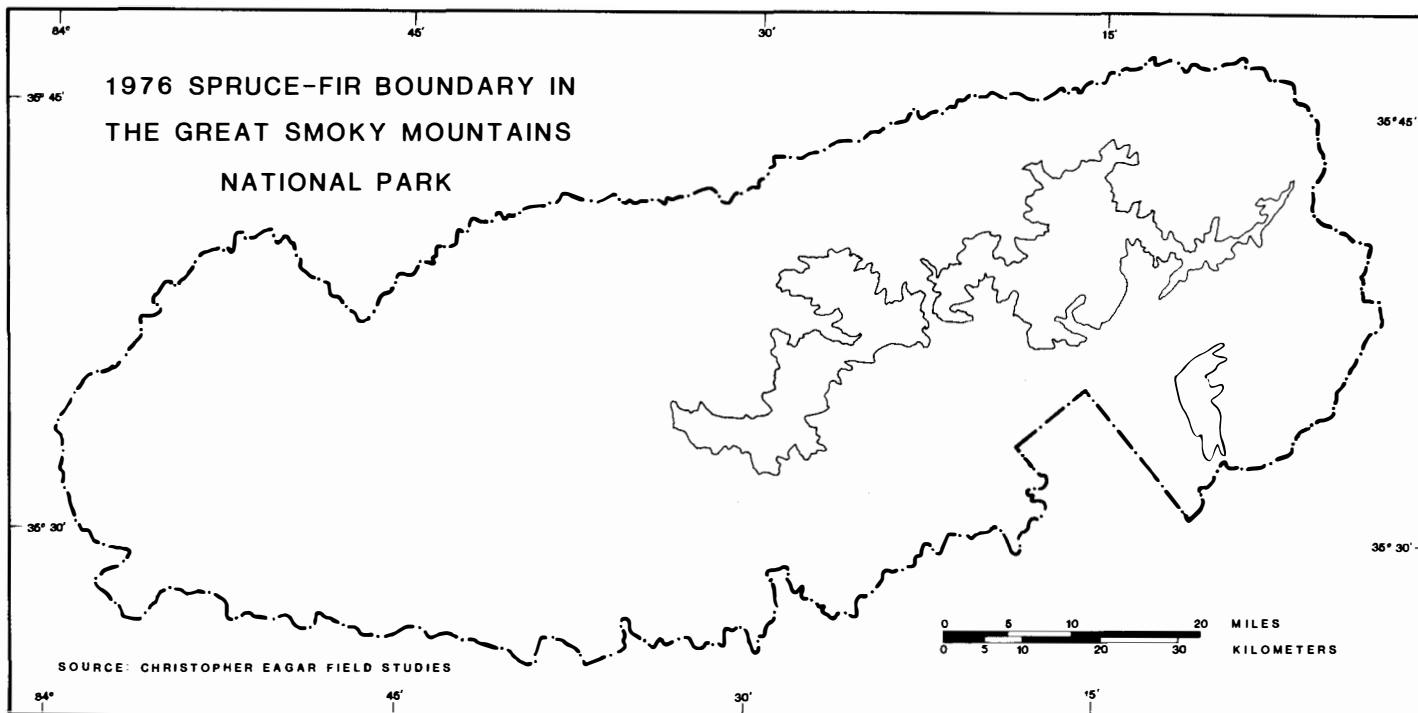 84° 45' 30' 15'
1976 SPRUCE-FIR BOUNDARY IN
THE GREAT SMOKY MOUNTAINS
NATIONAL PARK
35° 45'
35° 45'
35° 30'
35° 30'
0 5 10 20 MILES
0 5 10 20 30 KILOMETERS
SOURCE: CHRISTOPHER EAGAR FIELD STUDIES
84° 45' 30' 15'